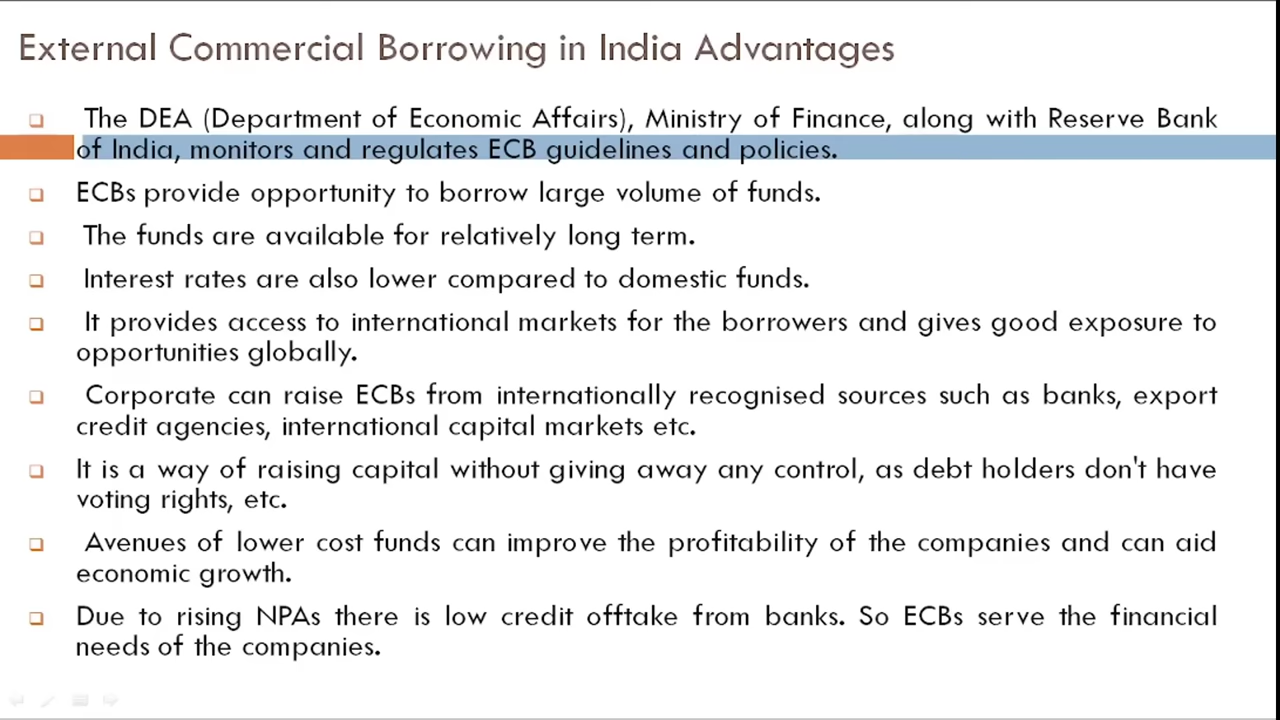 External Commercial Borrowing in India Advantages
The DEA (Department of Economic Affairs), Ministry of Finance, along with Reserve Bank
of India, monitors and regulates ECB guidelines and policies.
ECBs provide opportunity to borrow large volume of funds.
The funds are available for relatively long term.
Interest rates are also lower compared to domestic funds.
It provides access to international markets for the borrowers and gives good exposure to
opportunities globally.
Corporate can raise ECBs from internationally recognised sources such as banks, export
credit agencies, international capital markets etc.
It is a way of raising capital without giving away any control, as debt holders don't have
voting rights, etc.
Avenues of lower cost funds can improve the profitability of the companies and can aid
economic growth.
Due to rising NPAs there is low credit offtake from banks. So ECBs serve the financial
needs of the companies.